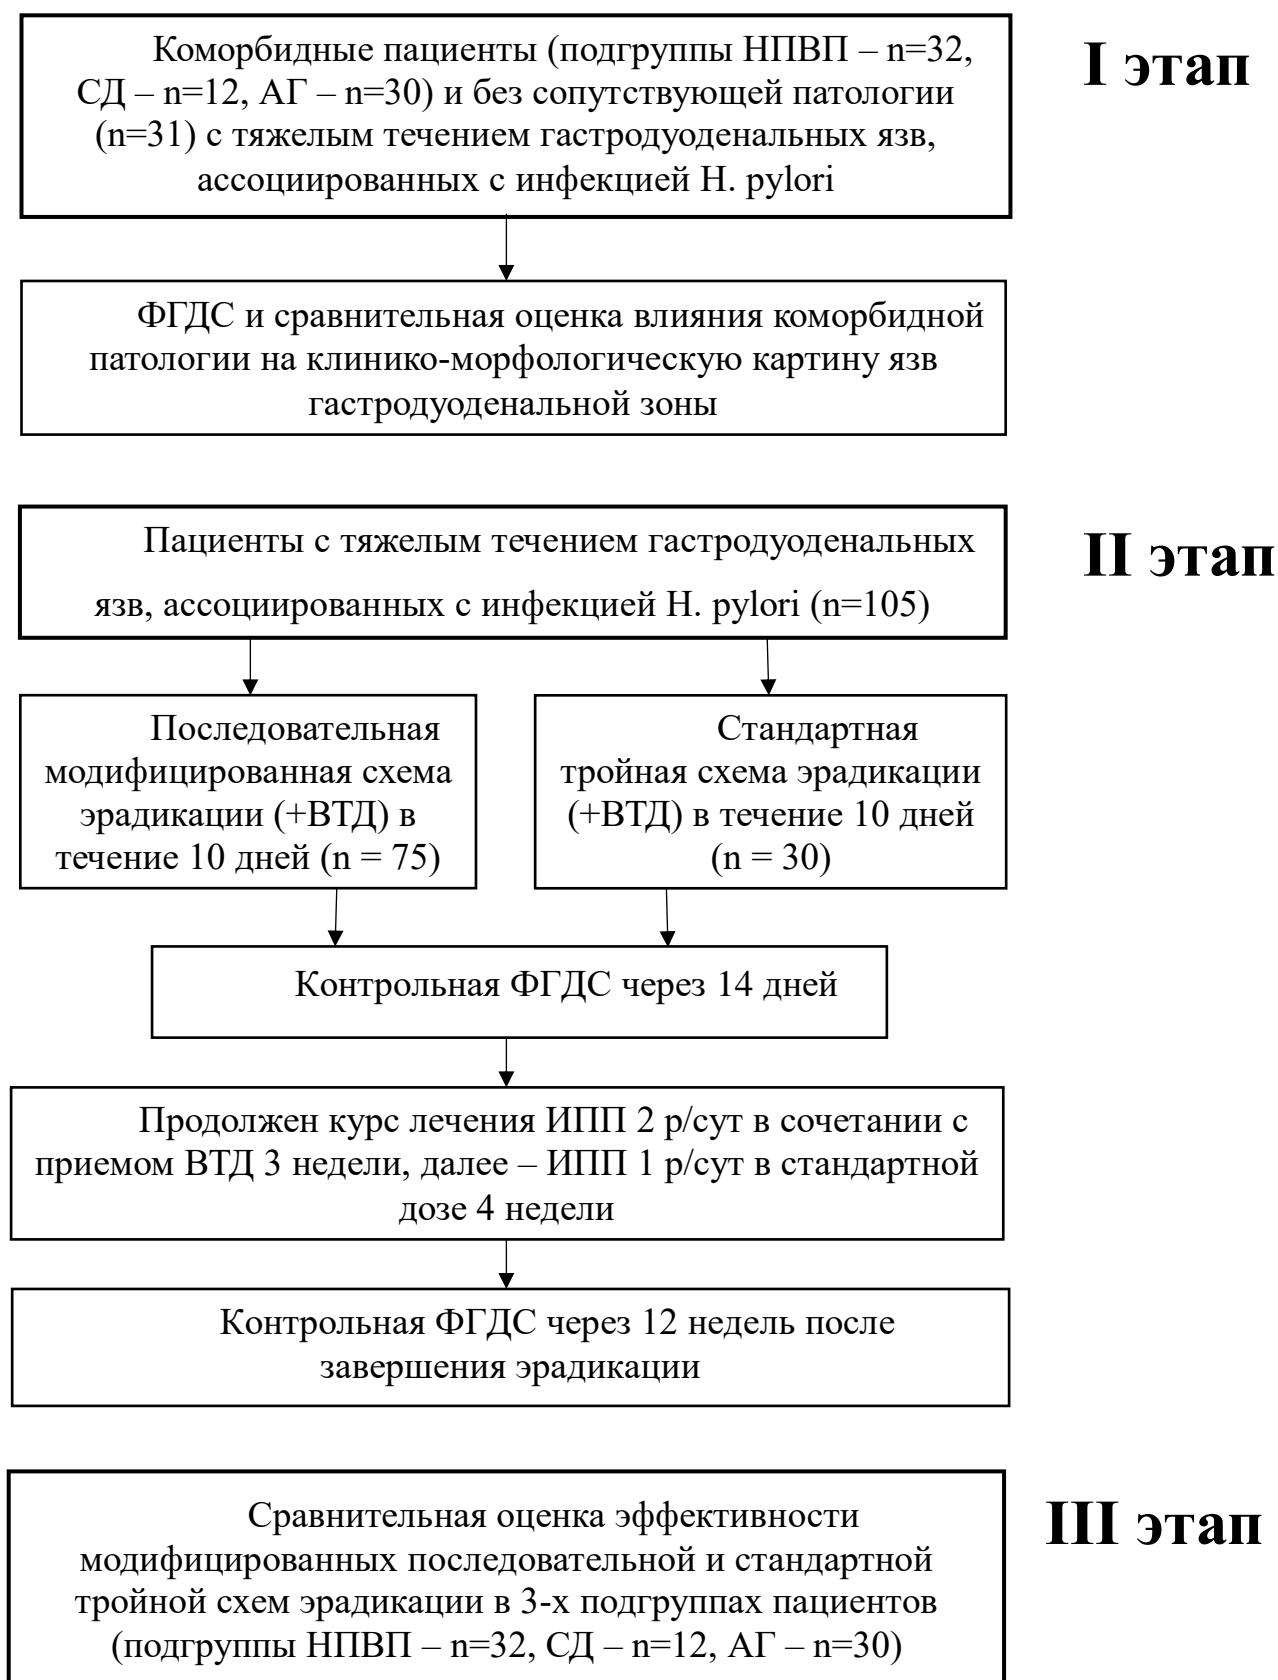 Коморбидные пациенты (подгруппы НПВП – n=32,
СД – n=12, АГ – n=30) и без сопутствующей патологии
(n=31) с тяжелым течением гастродуоденальных язв,
ассоциированных с инфекцией H. pylori
I этап
ФГДС и сравнительная оценка влияния коморбидной
патологии на клинико-морфологическую картину язв
гастродуоденальной зоны
Пациенты с тяжелым течением гастродуоденальных
язв, ассоциированных с инфекцией H. pylori (n=105)
II этап
Последовательная
модифицированная схема
эрадикации (+ВТД) в
течение 10 дней (n = 75)
Стандартная
тройная схема эрадикации
(+ВТД) в течение 10 дней
(n = 30)
Контрольная ФГДС через 14 дней
Продолжен курс лечения ИПП 2 р/сут в сочетании с
приемом ВТД 3 недели, далее – ИПП 1 р/сут в стандартной
дозе 4 недели
Контрольная ФГДС через 12 недель после
завершения эрадикации
Сравнительная оценка эффективности
модифицированных последовательной и стандартной
тройной схем эрадикации в 3-х подгруппах пациентов
(подгруппы НПВП – n=32, СД – n=12, АГ – n=30)
III этап